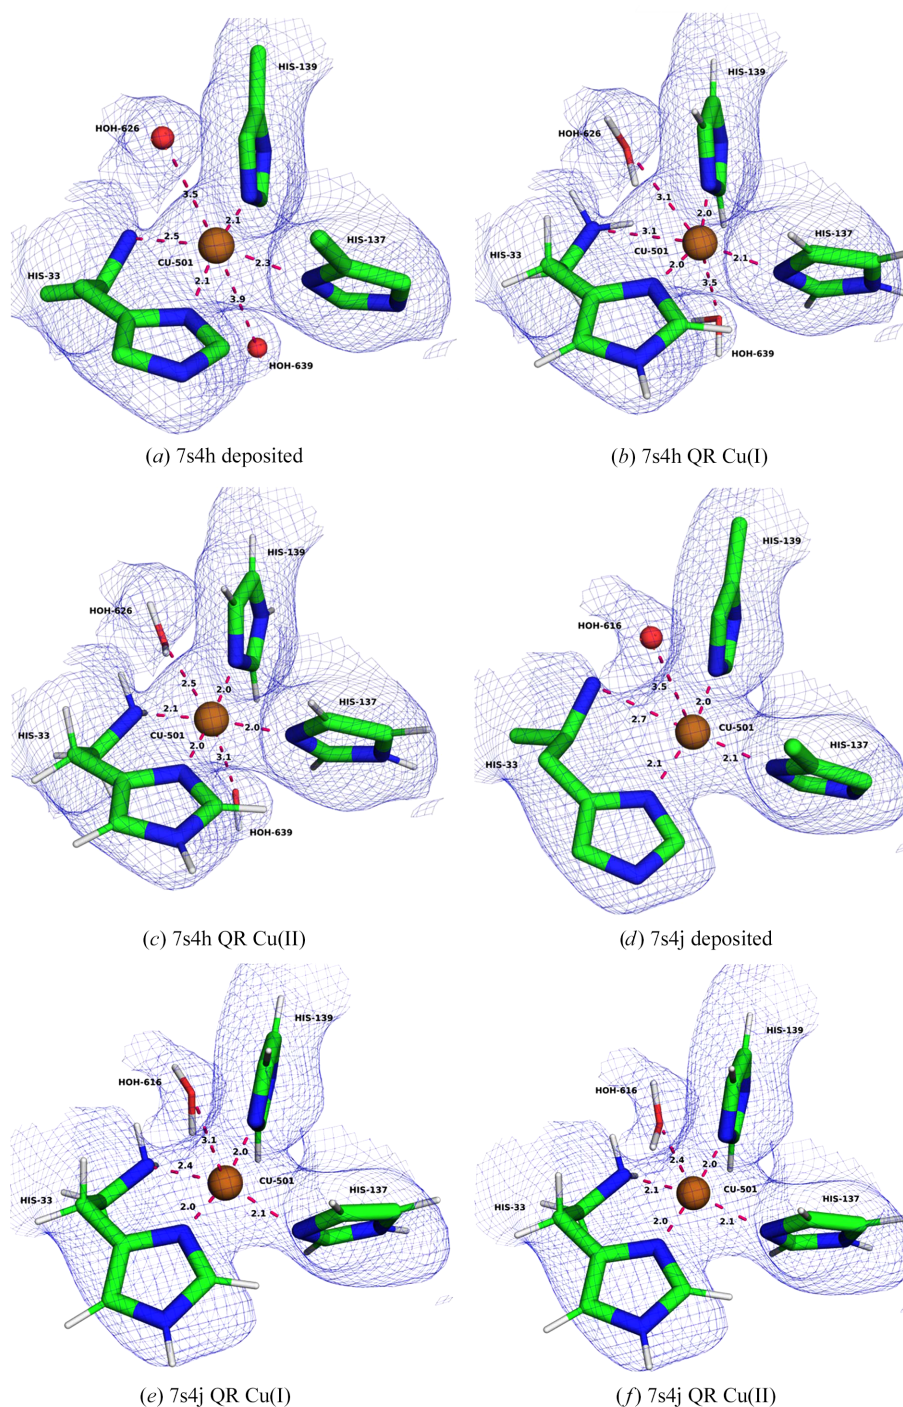 HIS-139
HOH-626
3.5
2.1
2.5
HIS-137
CU-501
2.3
HIS-33
2.1
3.9
HOH-639
(a) 7s4h deposited
HIS-139
HOH-626
3.1
2.0
3.1
HIS-137
HIS-33
CU-501
2.1
2.0
3.5
HOH-639
(b) 7s4h QR Cu(I)
HIS-139
HOH-626
2.5
2.0
HIS-137
2.1
2.0
HIS-33
CU-501
2.0
3.1
HOH-639
(c) 7s4h QR Cu(II)
HIS-139
HOH-616
3.5
2.0
2.7
CU-501
HIS-137
2.1
2.1
HIS-33
(d) 7s4j deposited
HIS-139
HOH-616
3.1
2.0
2.4
CU-501
HIS-137
HIS-33
2.0
2.1
(e) 7s4j QR Cu(I)
HIS-139
HOH-616
2.4
2.0
2.1
CU-501
HIS-137
HIS-33
2.1
2.0
(f) 7s4j QR Cu(II)